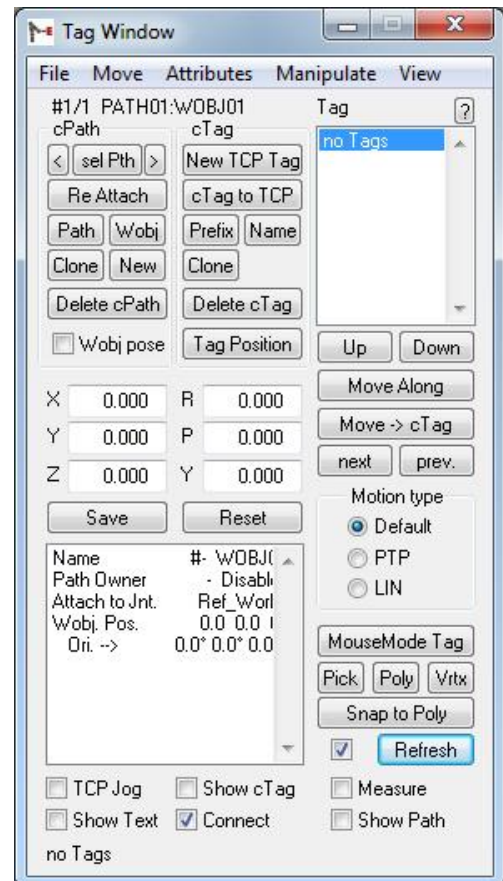 Tag Window
File Move Attributes Manipulate View
#1/1 PATH01:WOBJ01 Tag ?
cPath cTag
no Tags
< sel Pth > New TCP Tag
Re Attach cTag to TCP
Path Wobj Prefix Name
Clone New Clone
Delete cPath Delete cTag
Wobj pose Tag Position
Up Down
Move Along
X 0.000 R 0.000
Move -> cTag
Y 0.000 P 0.000
next prev.
Z 0.000 Y 0.000
Motion type
Save Reset
Default
PTP
LIN
Name #- WOBJ(
Path Owner - Disabl
Attach to Jnt. Ref_Worl
Wobj. Pos. 0.0 0.0
Ori. --> 0.0° 0.0° 0.0
MouseMode Tag
Pick Poly Vrtx
Snap to Poly
Refresh
TCP Jog Show cTag Measure
Show Text Connect Show Path
no Tags